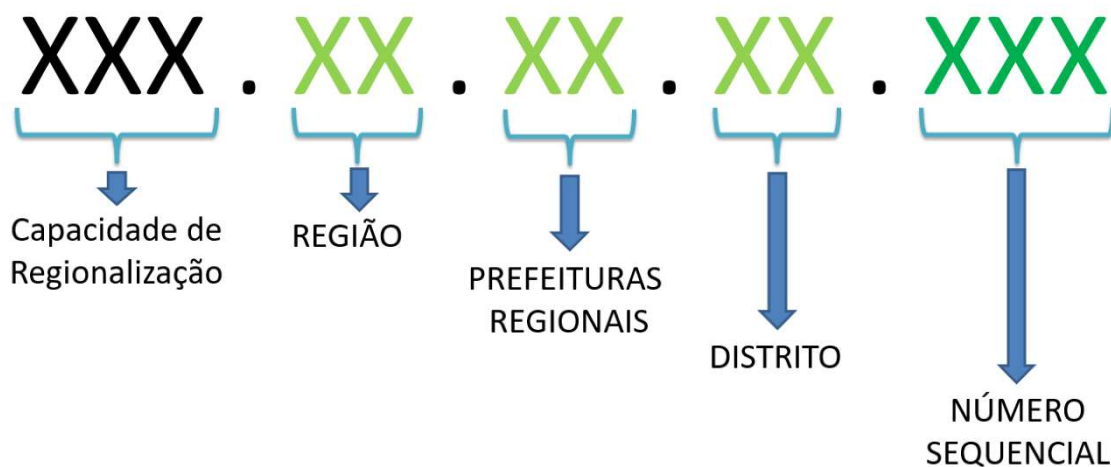 XXX . XX . XX . XX . XXX
Capacidade de
Regionalização
REGIÃO
PREFEITURAS
REGIONAIS
DISTRITO
NÚMERO
SEQUENCIAL